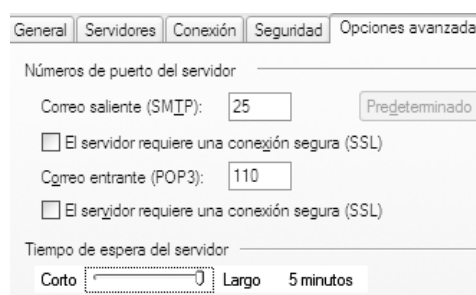 General Servidores Conexión Seguridad Opciones avanzada
Números de puerto del servidor
Correo saliente (SMTP): 25 Predeterminado
El servidor requiere una conexión segura (SSL)
Correo entrante (POP3): 110
El servidor requiere una conexión segura (SSL)
Tiempo de espera del servidor
Corto Largo 5 minutos